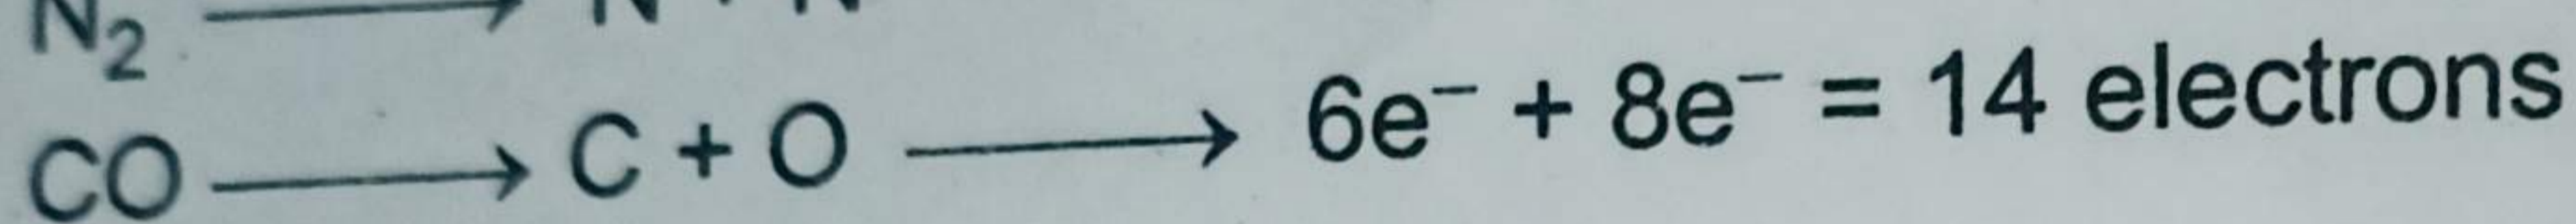 N₂ ⟶ N + N
CO ⟶ C + O ⟶ 6e⁻ + 8e⁻ = 14 electrons